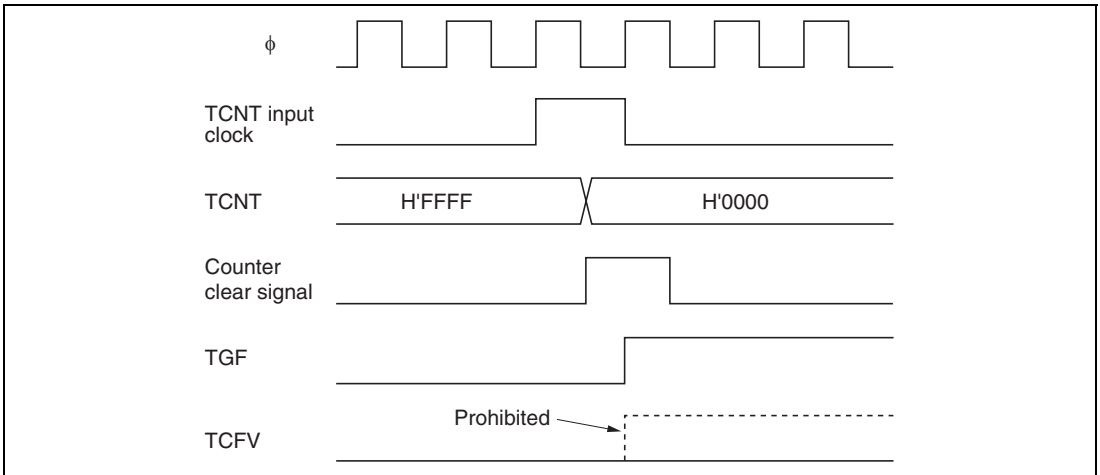 ϕ
TCNT input
clock
TCNT
H'FFFF
H'0000
Counter
clear signal
TGF
Prohibited
TCFV